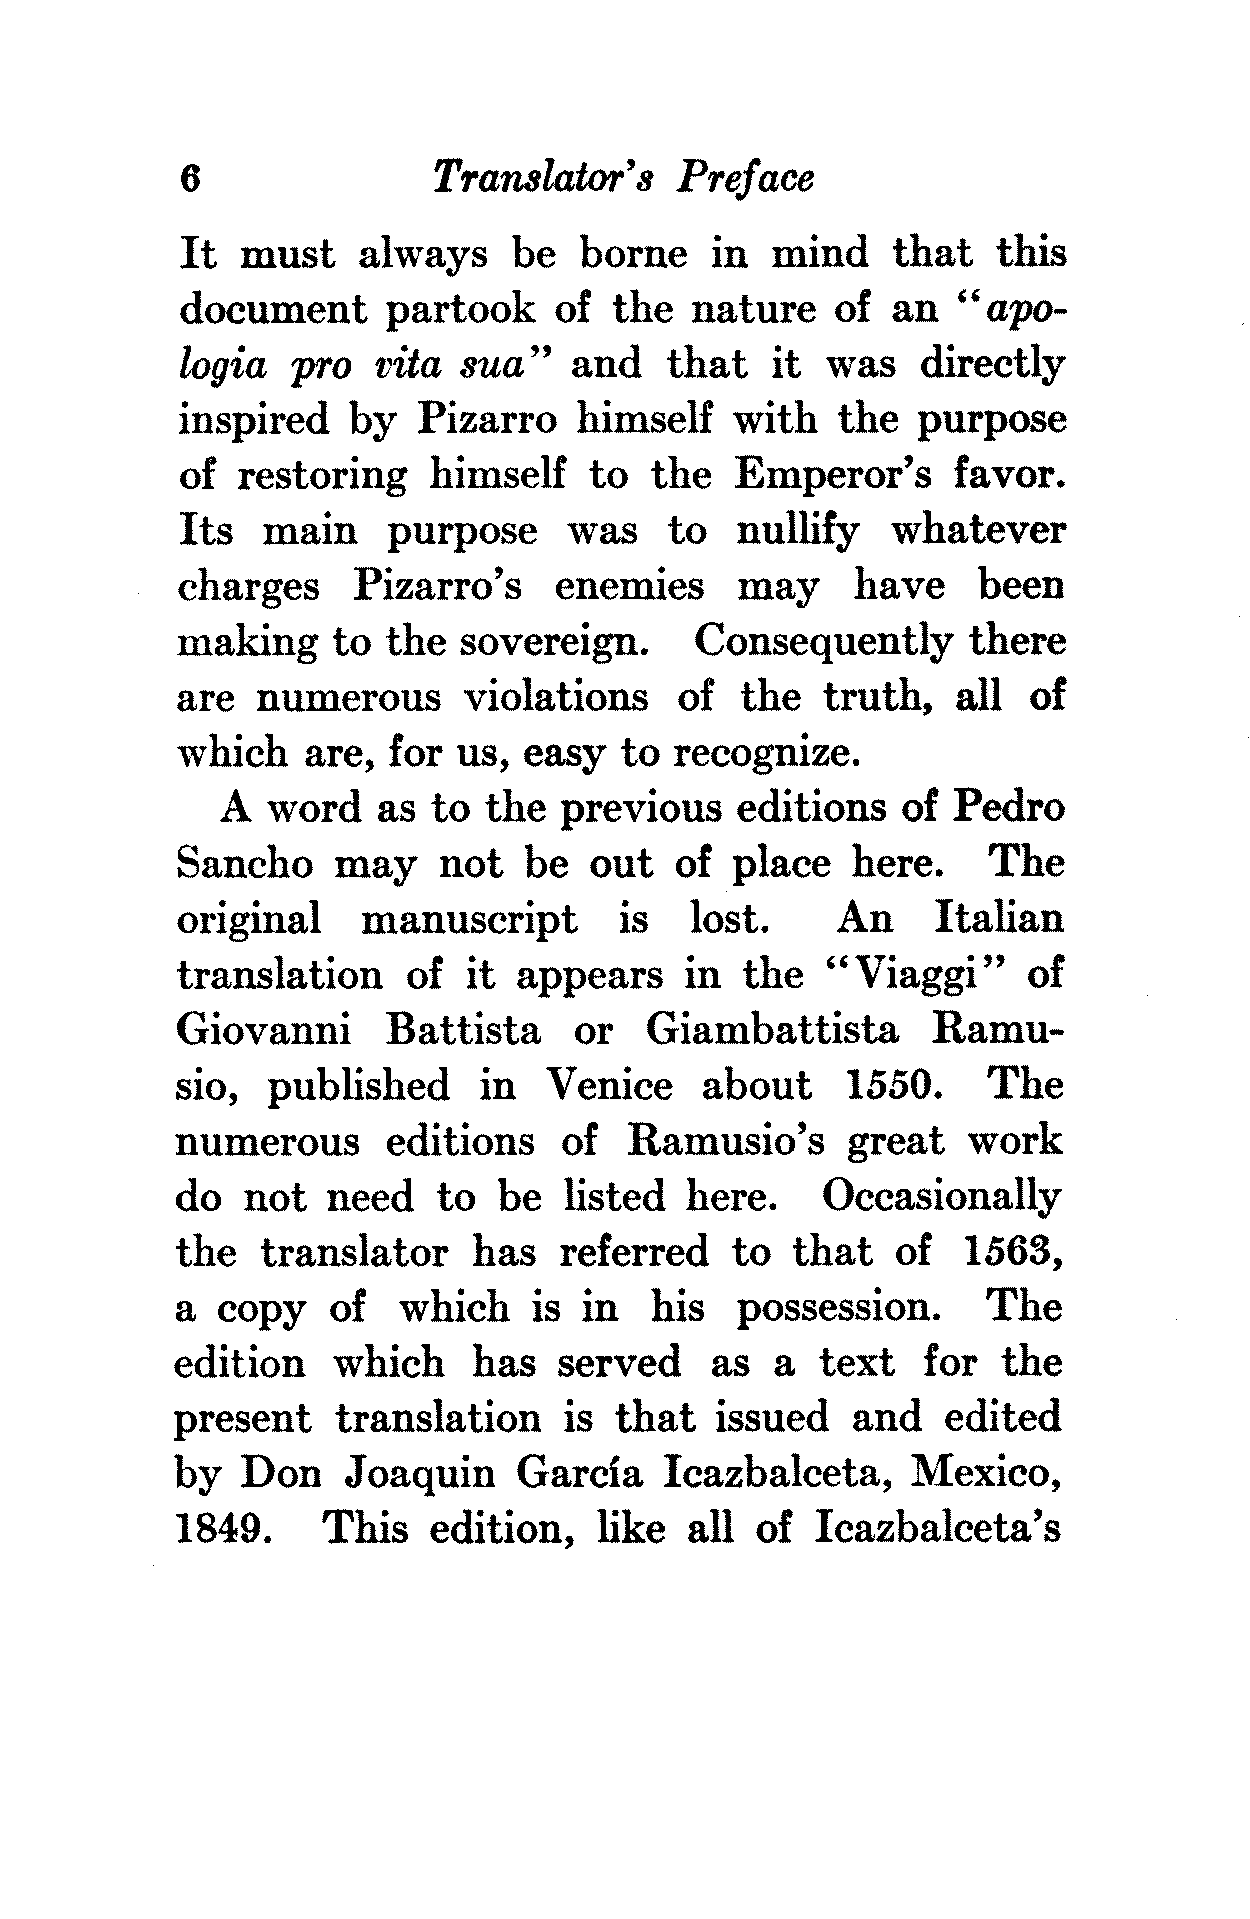 6 Translator's Preface
It must always be borne in mind that this
document partook of the nature of an "apo-
logia pro vita sua" and that it was directly
inspired by Pizarro himself with the purpose
of restoring himself to the Emperor's favor.
Its main purpose was to nullify whatever
charges Pizarro's enemies may have been
making to the sovereign. Consequently there
are numerous violations of the truth, all of
which are, for us, easy to recognize.
A word as to the previous editions of Pedro
Sancho may not be out of place here. The
original manuscript is lost. An Italian
translation of it appears in the "Viaggi" of
Giovanni Battista or Giambattista Ramu-
sio, published in Venice about 1550. The
numerous editions of Ramusio's great work
do not need to be listed here. Occasionally
the translator has referred to that of 1563,
a copy of which is in his possession. The
edition which has served as a text for the
present translation is that issued and edited
by Don Joaquin García Icazbalceta, Mexico,
1849. This edition, like all of Icazbalceta's